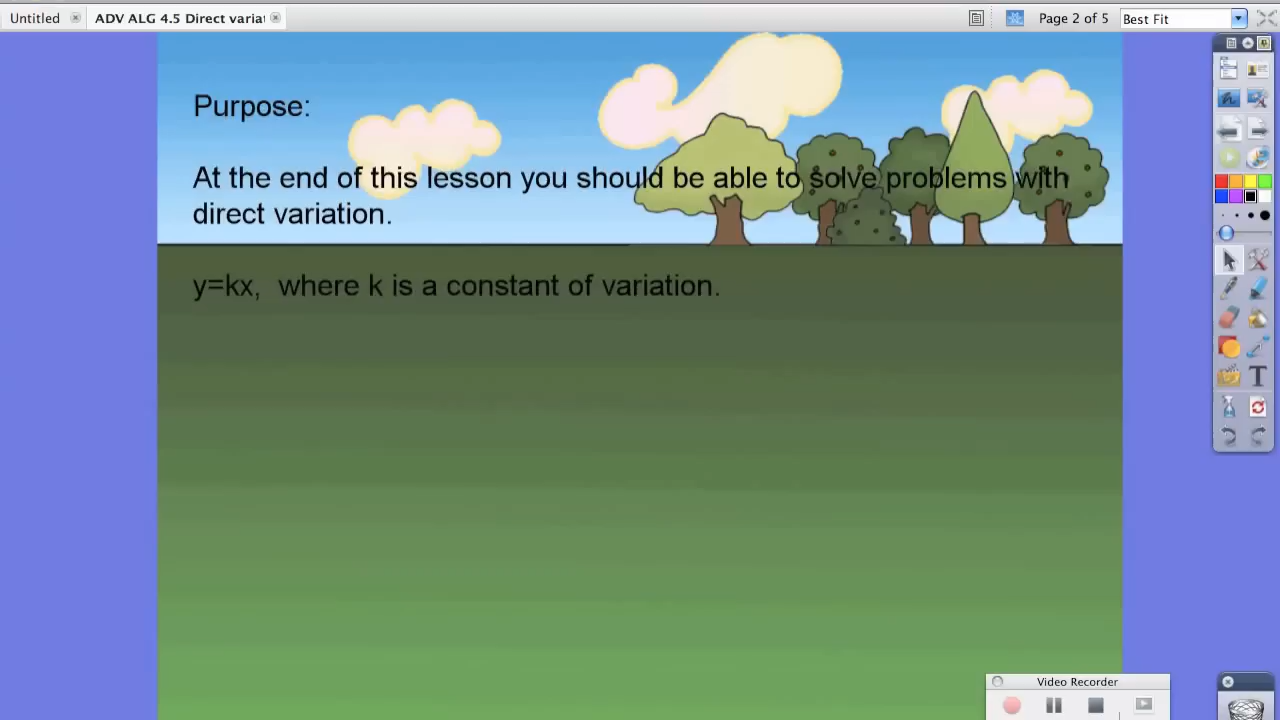 Untitled
ADV ALG 4.5 Direct variat
Page 2 of 5
Best Fit
Purpose:
At the end of this lesson you should be able to solve problems with
direct variation.
y=kx,  where k is a constant of variation.
T
Video Recorder